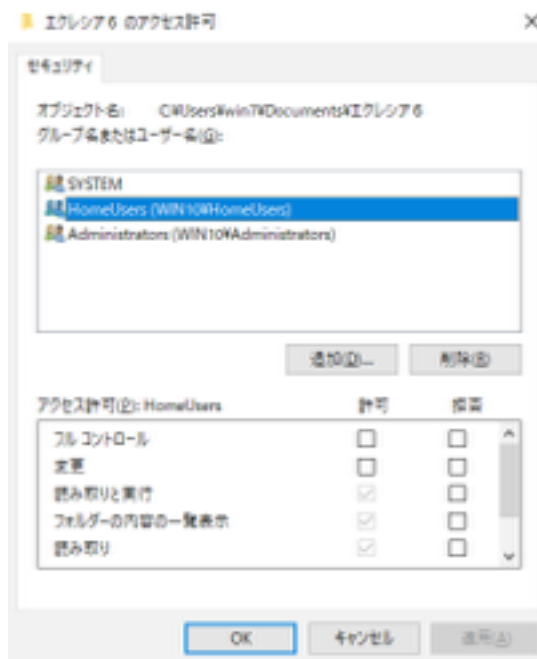 エクレシア６ のアクセス許可
セキュリティ
オブジェクト名: C:¥Users¥win7¥Documents¥エクレシア６
グループ名またはユーザー名(G):
SYSTEM
HomeUsers (WIN10¥HomeUsers)
Administrators (WIN10¥Administrators)
追加(D)...
削除(R)
アクセス許可(P): HomeUsers 許可 拒否
フル コントロール
変更
読み取りと実行
フォルダーの内容の一覧表示
読み取り
OK キャンセル 適用(A)